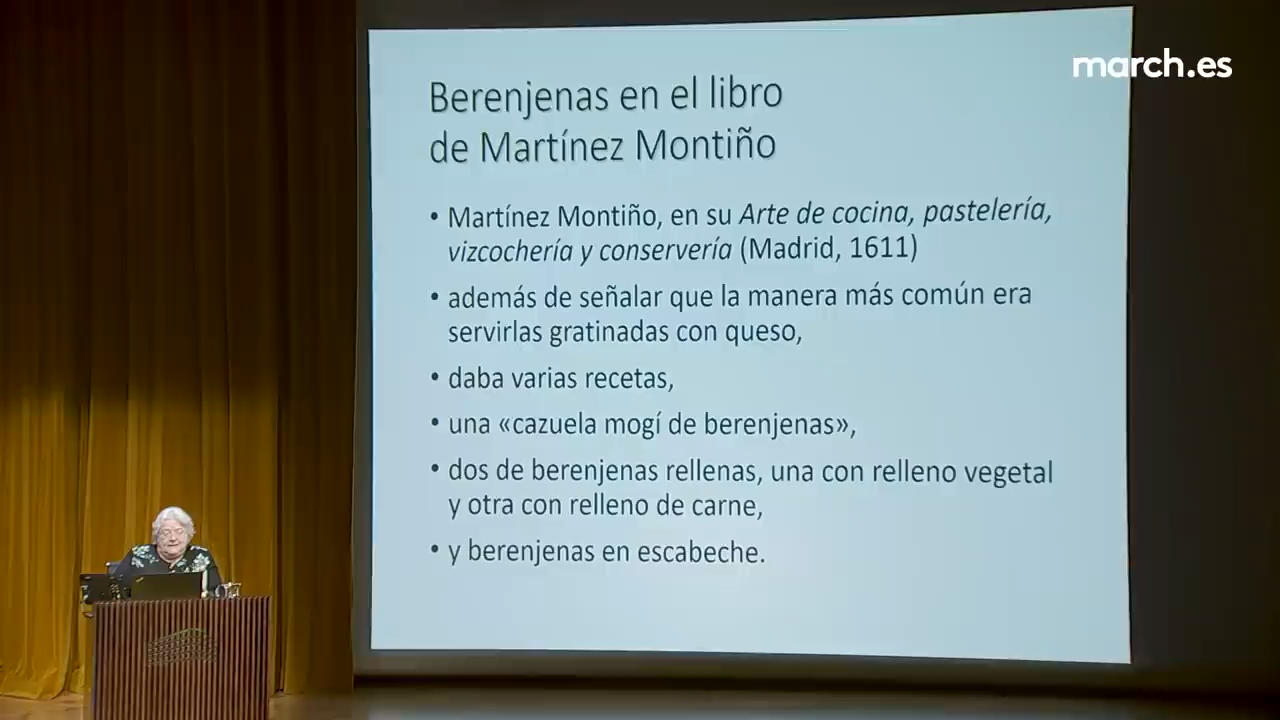 march.es
Berenjenas en el libro
de Martínez Montiño
• Martínez Montiño, en su Arte de cocina, pastelería,
vizcochería y conservería (Madrid, 1611)
• además de señalar que la manera más común era
servirlas gratinadas con queso,
• daba varias recetas,
• una «cazuela mogí de berenjenas»,
• dos de berenjenas rellenas, una con relleno vegetal
y otra con relleno de carne,
• y berenjenas en escabeche.